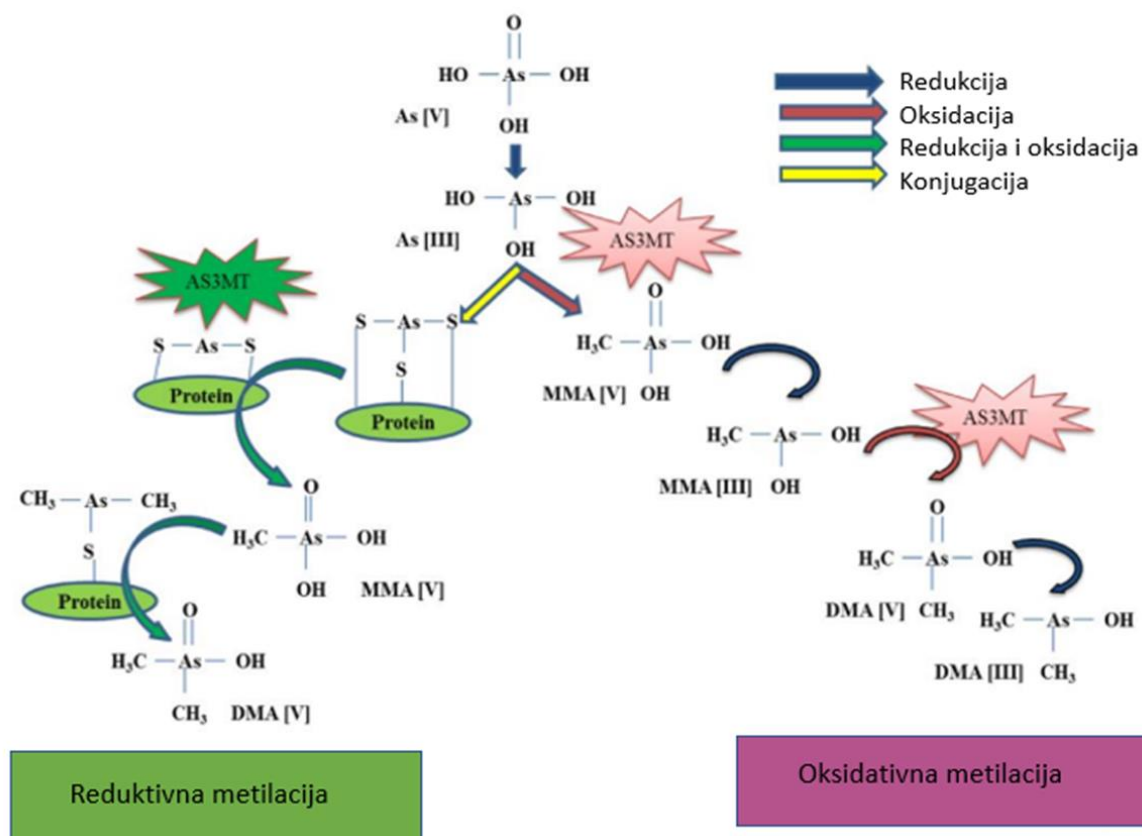 O
HO — As — OH
As [V]
OH
HO — As — OH
As [III]
OH
Redukcija
Oksidacija
Redukcija i oksidacija
Konjugacija
AS3MT
S — As — S
Protein
S — As — S
S
Protein
AS3MT
O
H₃C — As — OH
MMA [V] OH
H₃C — As — OH
MMA [III] OH
AS3MT
O
H₃C — As — OH
DMA [V] CH₃
H₃C — As — OH
DMA [III] CH₃
O
H₃C — As — OH
OH MMA [V]
CH₃ — As — CH₃
S
Protein
O
H₃C — As — OH
CH₃ DMA [V]
Reduktivna metilacija
Oksidativna metilacija